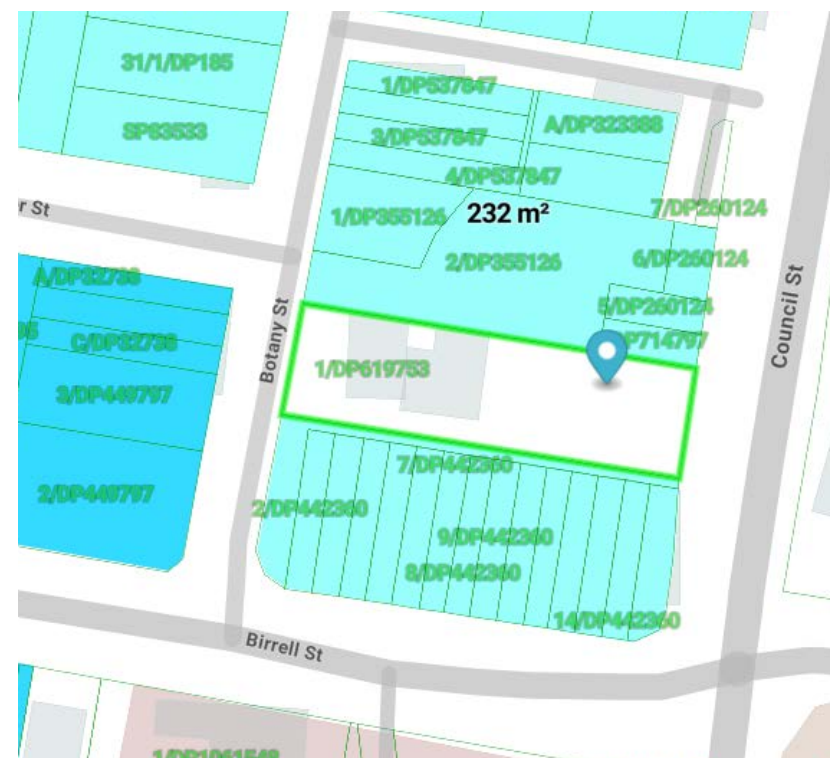 31/1/DP185
SP83533
1/DP537847
3/DP537847
A/DP323388
4/DP537847
1/DP355126
232 m²
7/DP260124
2/DP355126
6/DP260124
r St
A/DP32738
5/DP260124
C/DP32738
P714797
Botany St
Council St
1/DP619753
3/DP449797
7/DP442360
2/DP449797
2/DP442360
9/DP442360
8/DP442360
14/DP442360
Birrell St